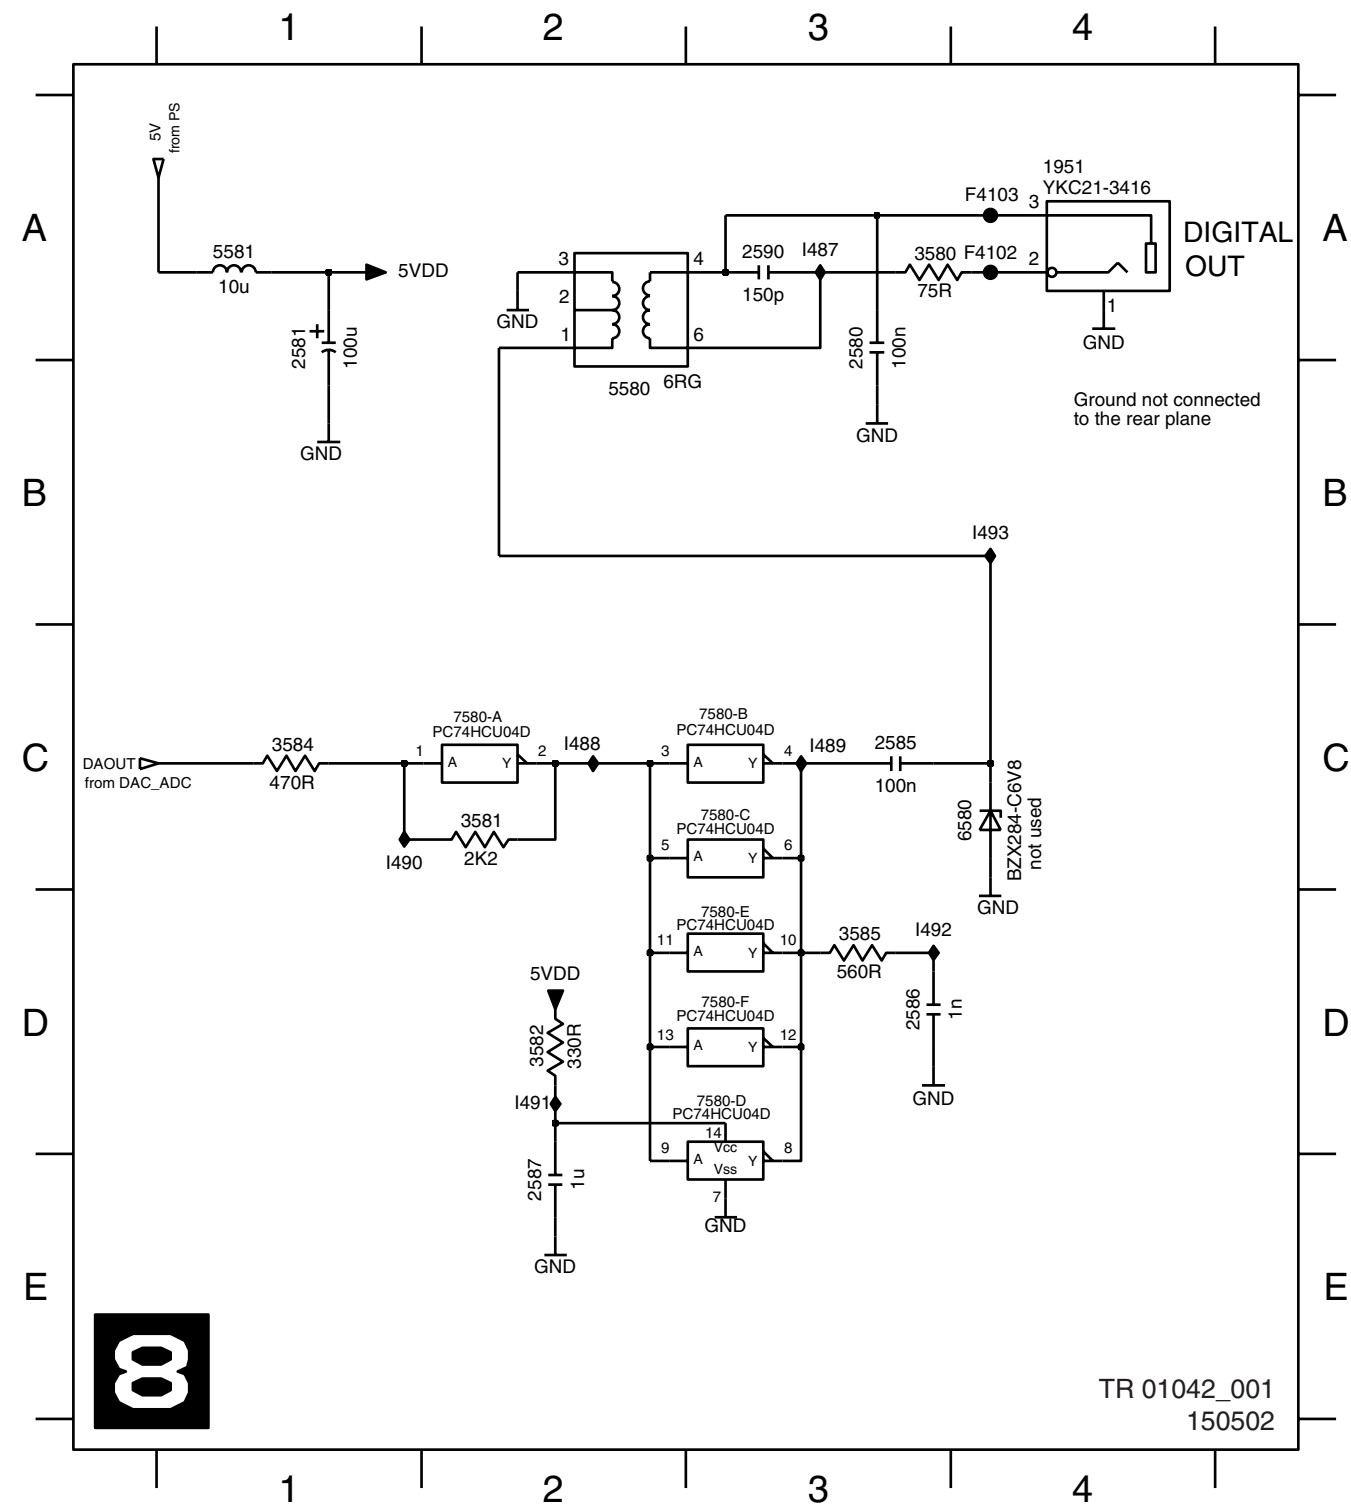 1 2 3 4
5V
from PS
1951
YKC21-3416
F4103 3
A A
DIGITAL
OUT
5581 5VDD 3 4 2590 I487 3580 F4102 2
10u 2 150p 75R 1
GND GND
2581 100u 1 6 2580 100n
5580 6RG
Ground not connected
to the rear plane
GND GND
B B
I493
7580-A 7580-B
PC74HCU04D PC74HCU04D
3584 1 A Y 2 I488 3 A Y 4 I489 2585
C DAOUT C
from DAC_ADC 470R 100n
6580 BZX284-C6V8
not used
7580-C
PC74HCU04D
3581 5 A Y 6
I490 2K2
GND
7580-E
PC74HCU04D
11 A Y 10 3585 I492
560R
5VDD
2586 1n
7580-F
PC74HCU04D
D D
3582 330R 13 A Y 12
GND
I491
7580-D
PC74HCU04D
14
Vcc
9 A Y 8
Vss
2587 1u 7
GND
GND
E E
8
TR 01042_001
150502
1 2 3 4